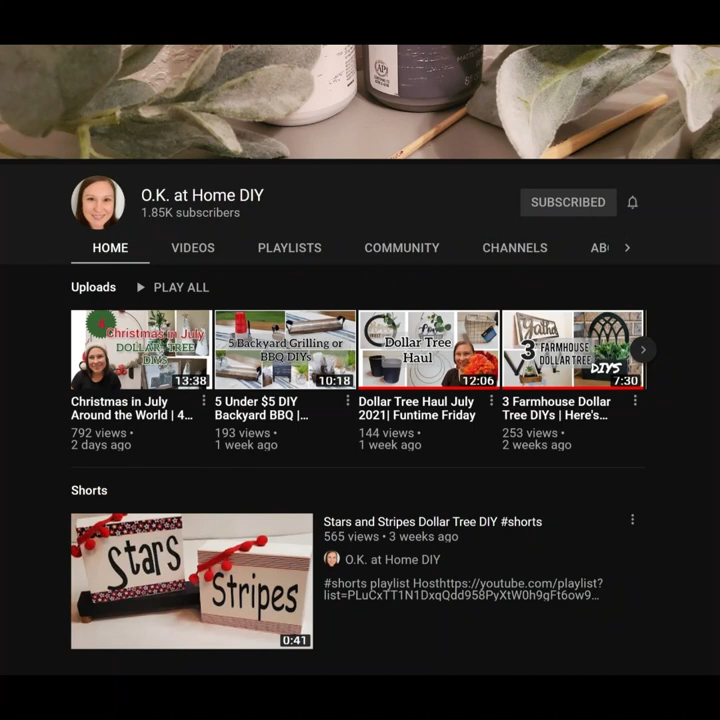 AP
O.K. at Home DIY
1.85K subscribers
SUBSCRIBED
HOME VIDEOS PLAYLISTS COMMUNITY CHANNELS AB
Uploads PLAY ALL
Christmas in July
DOLLAR TREE
DIYS
13:38
5 Backyard Grilling or
BBQ DIYs
10:18
Dollar Tree
Haul
12:06
gather
3 FARMHOUSE
DOLLAR TREE
DIYS
7:30
Christmas in July
Around the World | 4...
792 views •
2 days ago
5 Under $5 DIY
Backyard BBQ |...
193 views •
1 week ago
Dollar Tree Haul July
2021| Funtime Friday
144 views •
1 week ago
3 Farmhouse Dollar
Tree DIYs | Here's...
253 views •
2 weeks ago
Shorts
Stars
Stripes
0:41
Stars and Stripes Dollar Tree DIY #shorts
565 views • 3 weeks ago
O.K. at Home DIY
#shorts playlist Hosthttps://youtube.com/playlist?
list=PLuCxTT1N1DxqQdd958PyXtW0h9gFt6ow9...